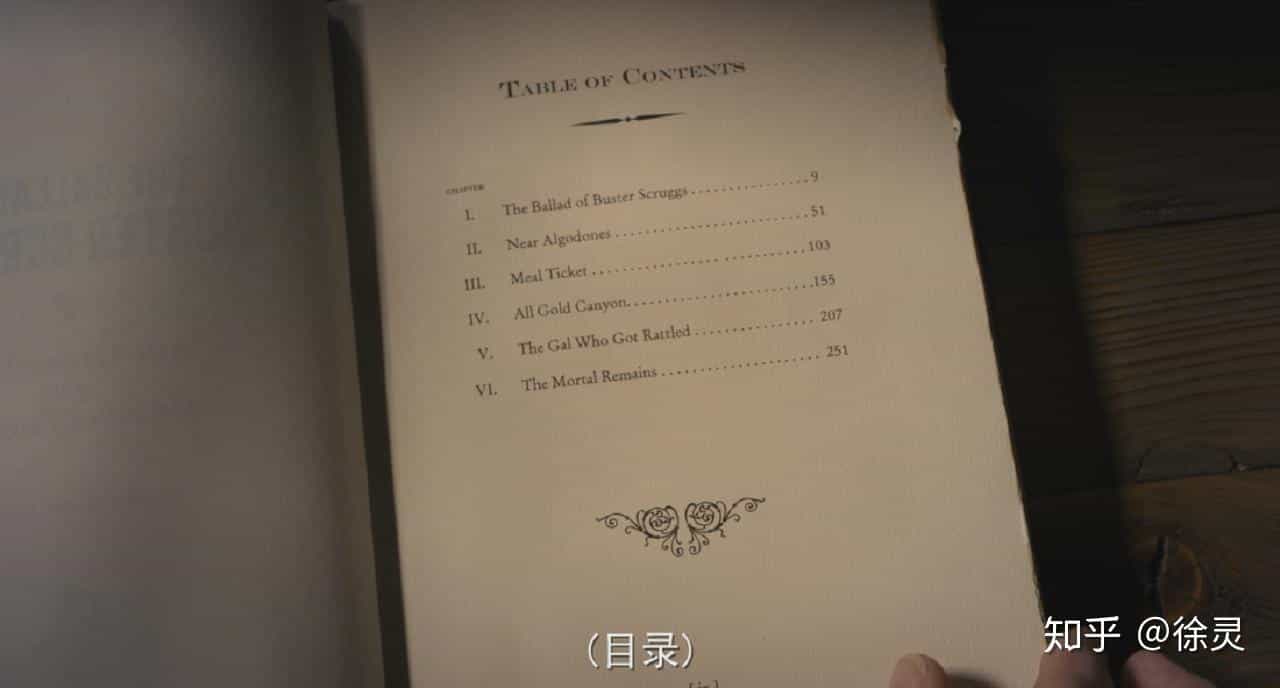 TABLE OF CONTENTS
CHAPTER
I. The Ballad of Buster Scruggs 9
II. Near Algodones 51
III. Meal Ticket 103
IV. All Gold Canyon 155
V. The Gal Who Got Rattled 207
VI. The Mortal Remains 251
(目录)
知乎 @徐灵